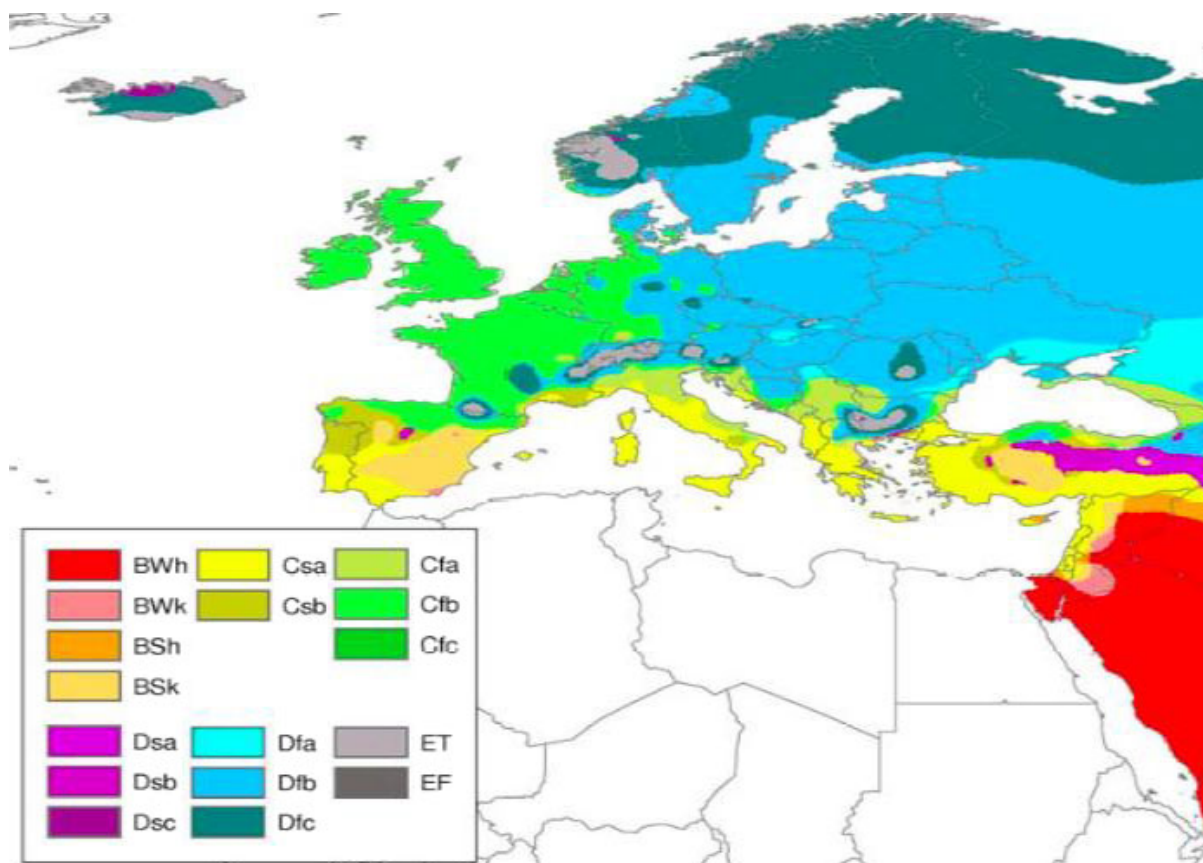 BWh Csa Cfa
BWk Csb Cfb
BSh Cfc
BSk
Dsa Dfa ET
Dsb Dfb EF
Dsc Dfc